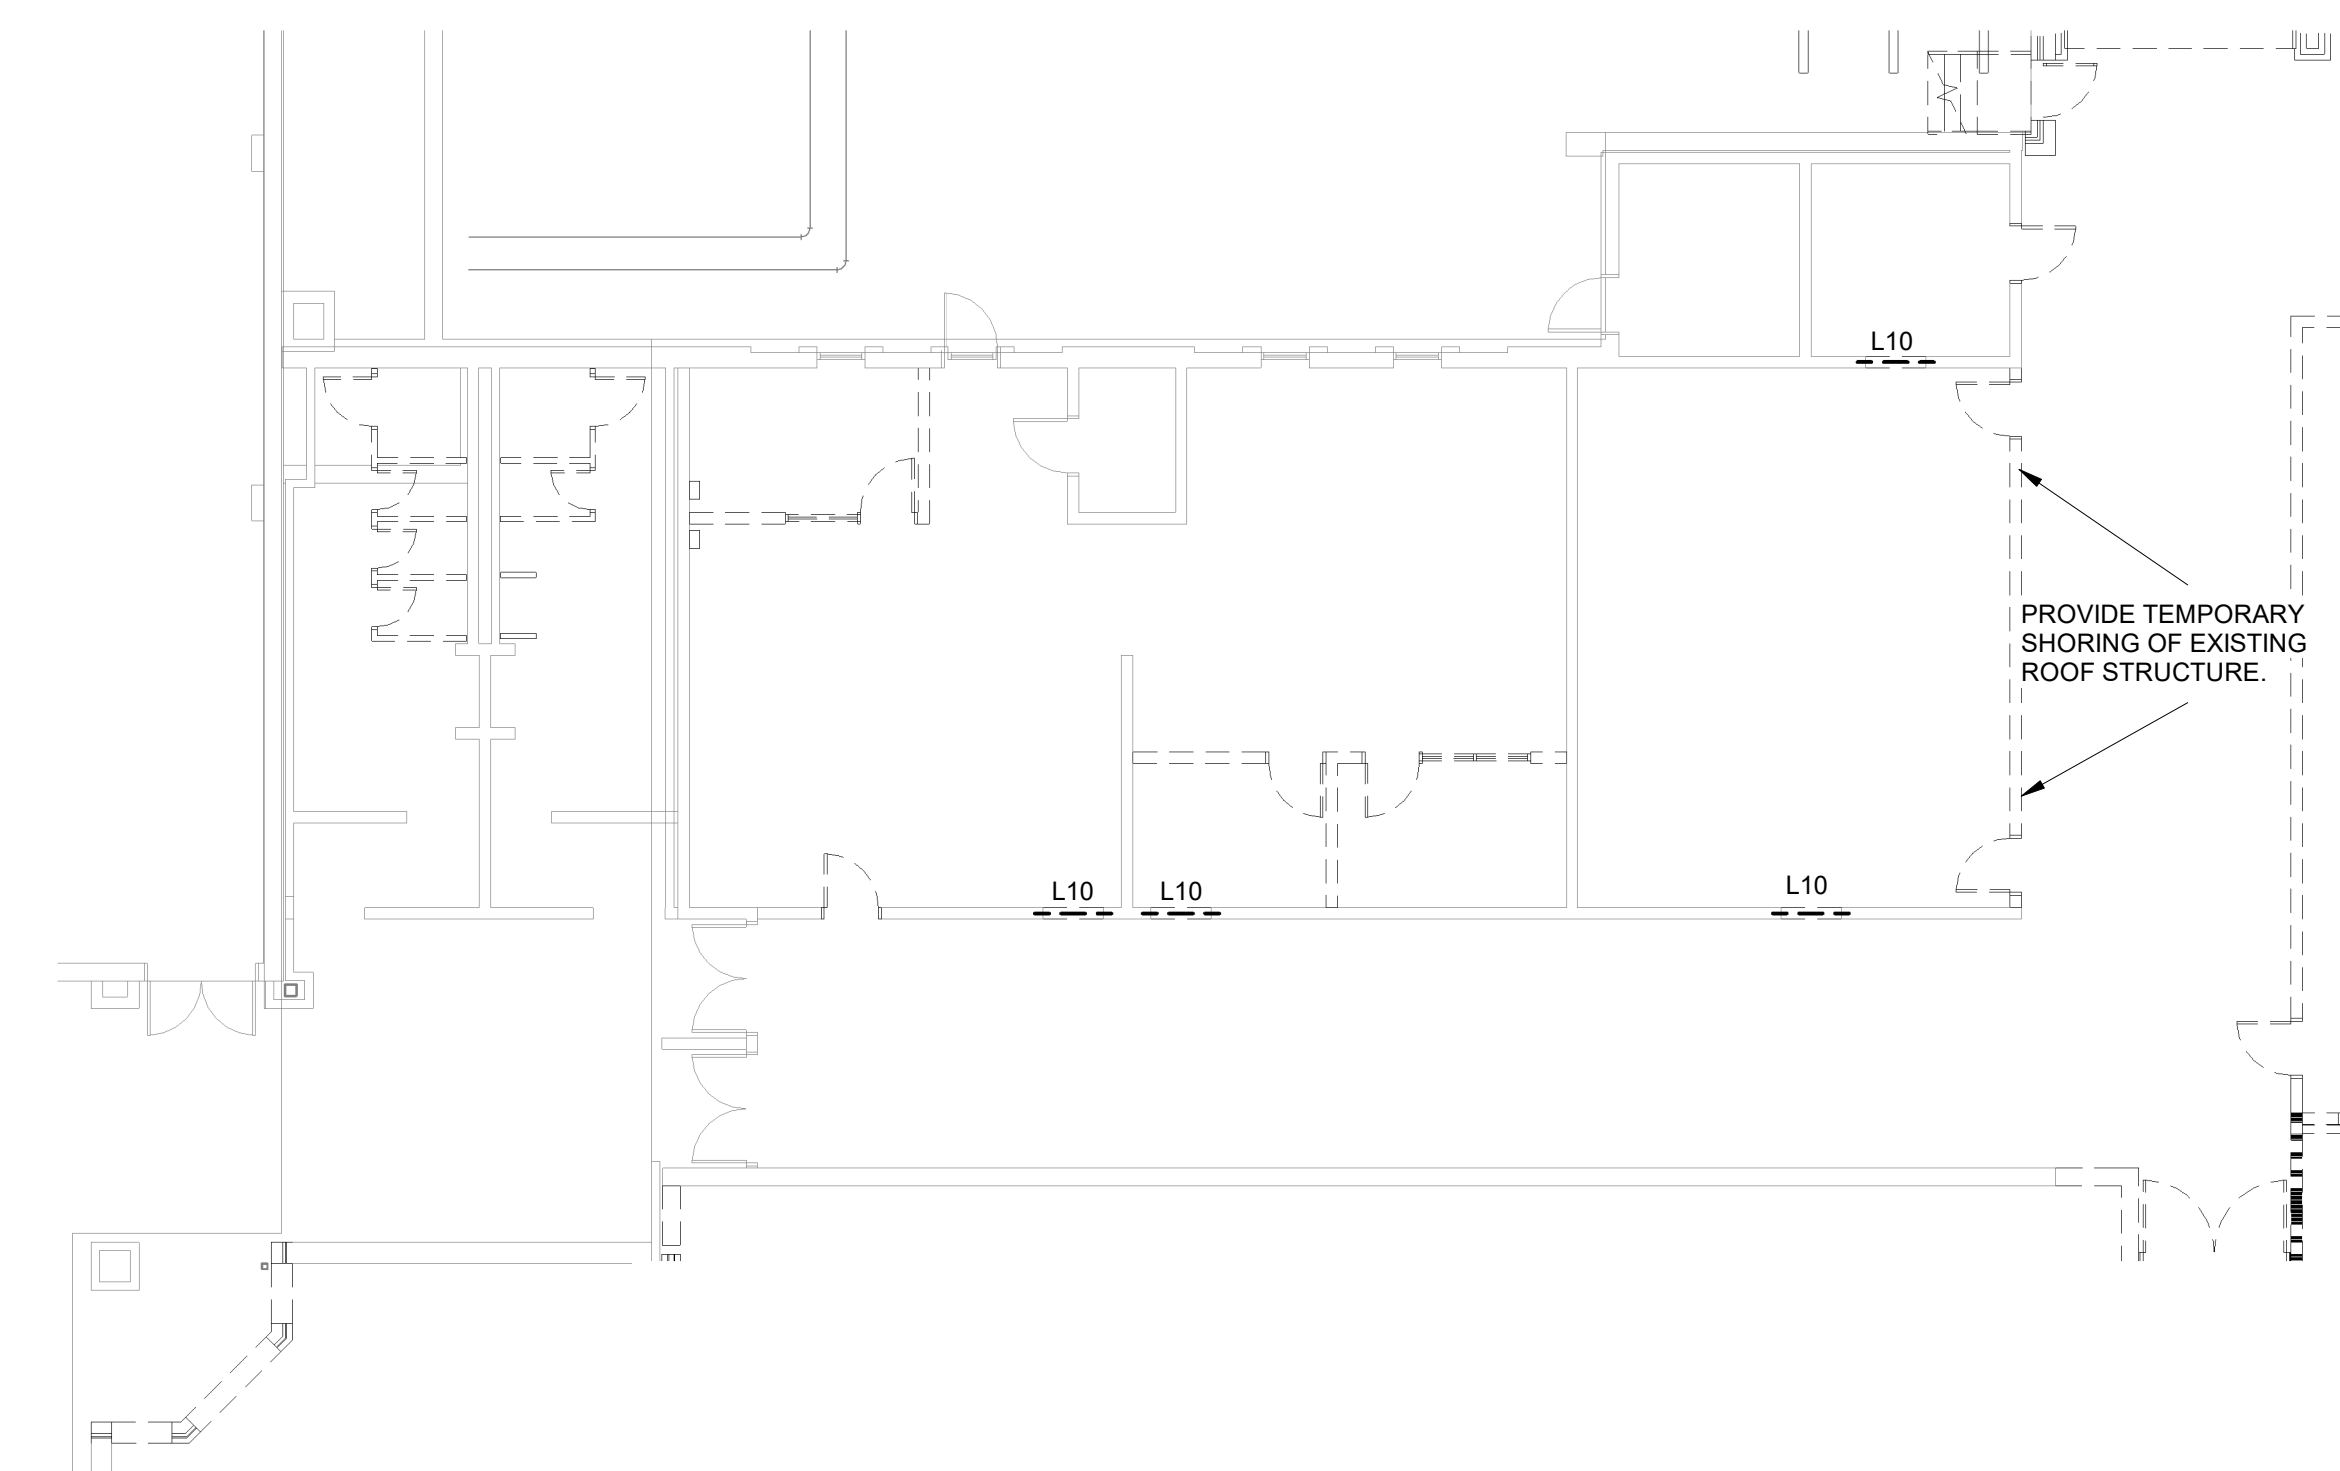 L10
PROVIDE TEMPORARY
SHORING OF EXISTING
ROOF STRUCTURE.
L10
L10
L10